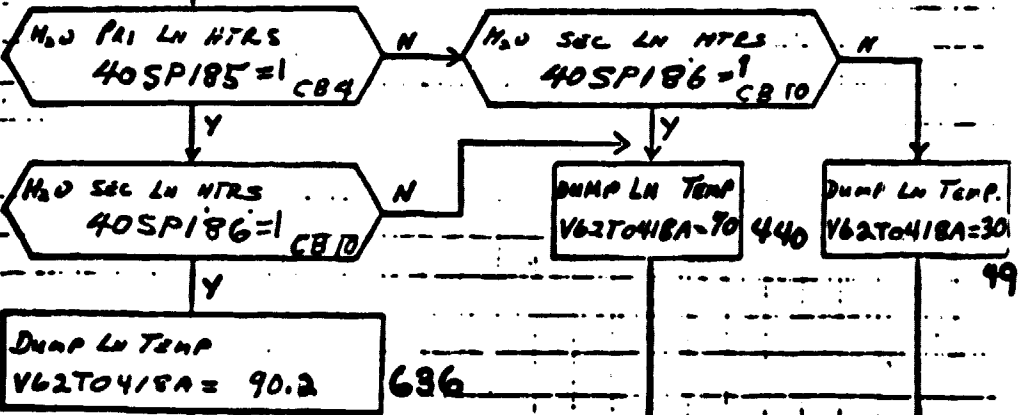 H2O PRI LN HTRS
40SP185=1
CB9
N
H2O SEC LN HTRS
40SP186=1
CB10
N
Y
Y
H2O SEC LN HTRS
40SP186=1
CB10
N
DUMP LN TEMP
V62T0418A=70
440
DUMP LN TEMP.
V62T0418A=30
49
Y
DUMP LN TEMP
V62T0418A= 90.2
636